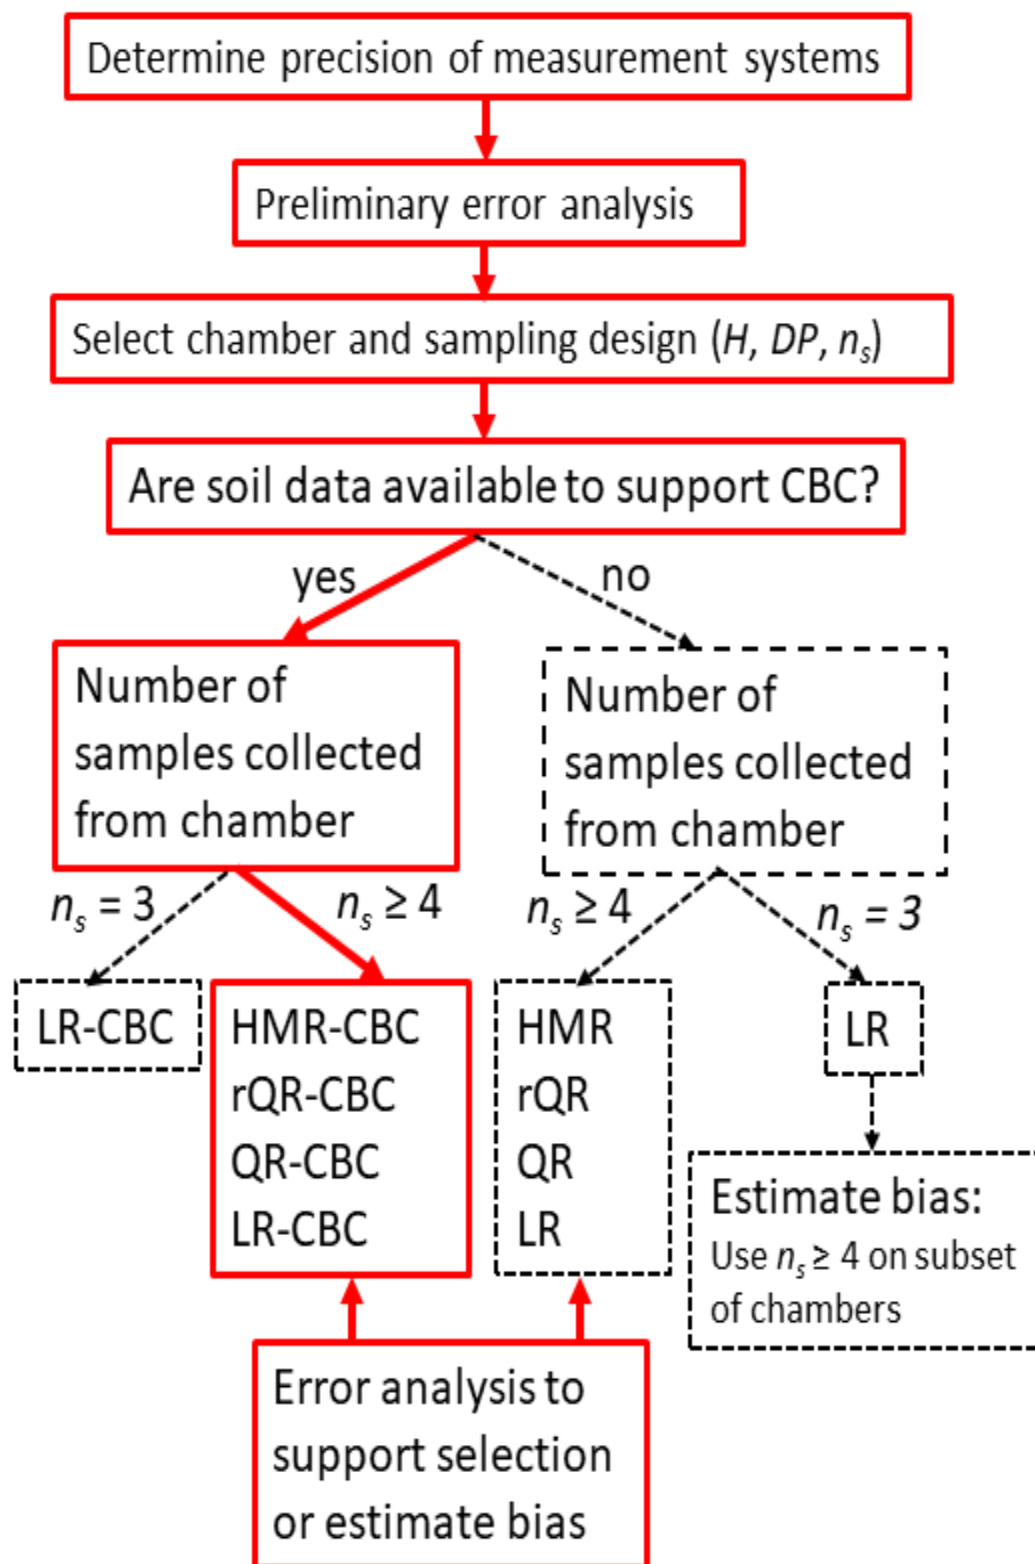 Determine precision of measurement systems
Preliminary error analysis
Select chamber and sampling design (H, DP, nₛ)
Are soil data available to support CBC?
yes
no
Number of
samples collected
from chamber
Number of
samples collected
from chamber
nₛ = 3
nₛ ≥ 4
nₛ ≥ 4
nₛ = 3
LR-CBC
HMR-CBC
rQR-CBC
QR-CBC
LR-CBC
HMR
rQR
QR
LR
LR
Estimate bias:
Use nₛ ≥ 4 on subset
of chambers
Error analysis to
support selection
or estimate bias